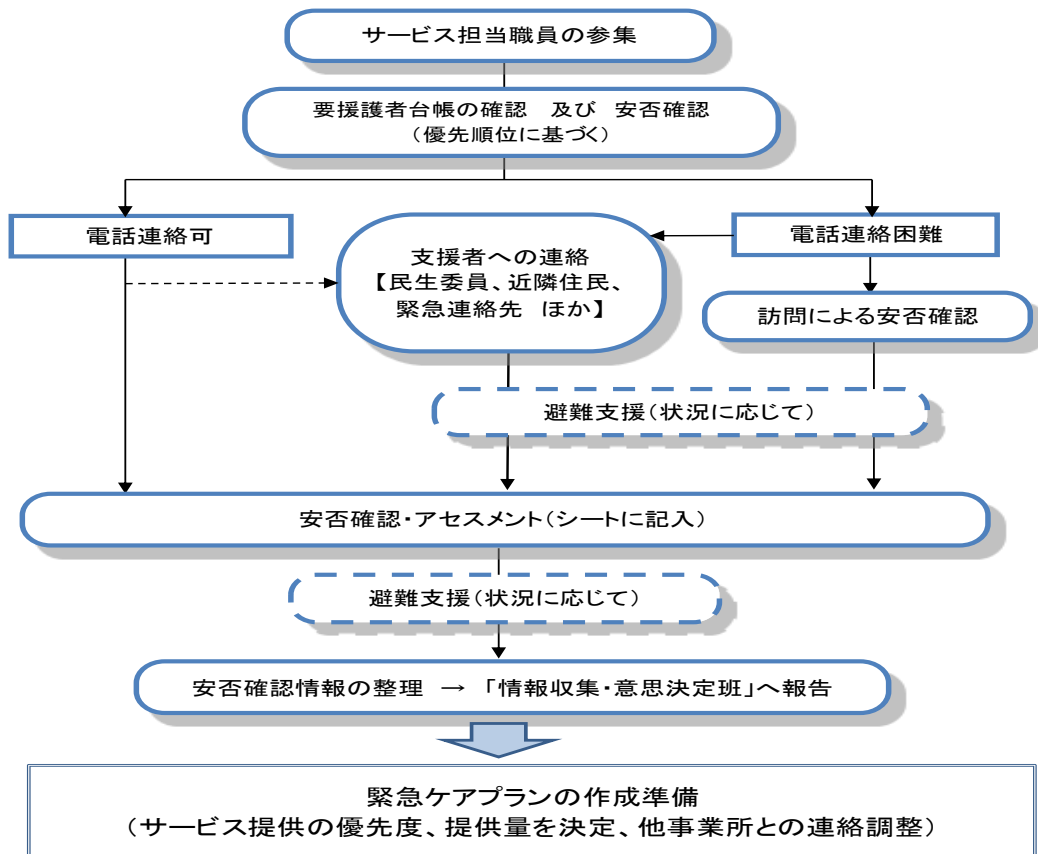 サービス担当職員の参集
要援護者台帳の確認　及び　安否確認
(優先順位に基づく)
電話連絡可
電話連絡困難
支援者への連絡
【民生委員、近隣住民、
緊急連絡先　ほか】
訪問による安否確認
避難支援(状況に応じて)
安否確認・アセスメント(シートに記入)
避難支援(状況に応じて)
安否確認情報の整理　→　「情報収集・意思決定班」へ報告
緊急ケアプランの作成準備
(サービス提供の優先度、提供量を決定、他事業所との連絡調整)